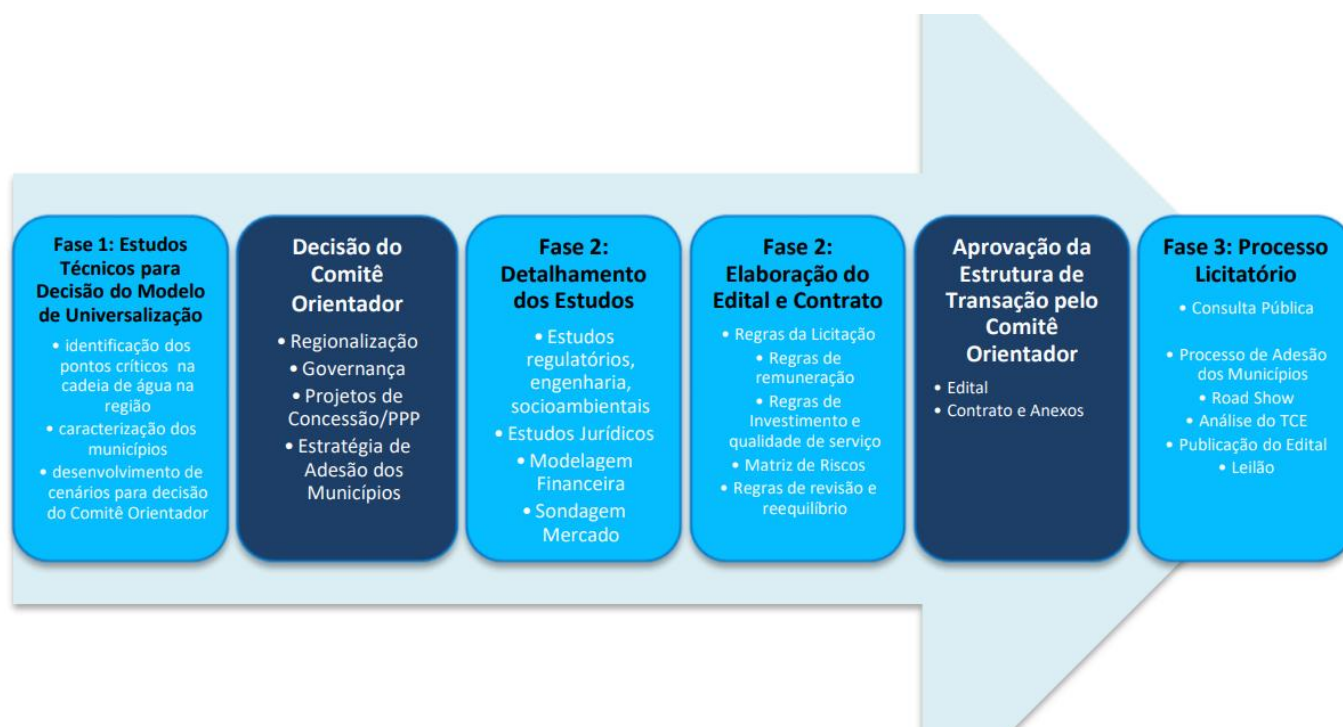 Fase 1: Estudos
Técnicos para
Decisão do Modelo
de Universalização
• identificação dos
pontos críticos na
cadeia de água na
região
• caracterização dos
municípios
• desenvolvimento de
cenários para decisão
do Comitê Orientador
Decisão do
Comitê
Orientador
• Regionalização
• Governança
• Projetos de
Concessão/PPP
• Estratégia de
Adesão dos
Municípios
Fase 2:
Detalhamento
dos Estudos
• Estudos
regulatórios,
engenharia,
socioambientais
• Estudos Jurídicos
• Modelagem
Financeira
• Sondagem
Mercado
Fase 2:
Elaboração do
Edital e Contrato
• Regras da Licitação
• Regras de
remuneração
• Regras de
Investimento e
qualidade de serviço
• Matriz de Riscos
• Regras de revisão e
reequilíbrio
Aprovação da
Estrutura de
Transação pelo
Comitê
Orientador
• Edital
• Contrato e Anexos
Fase 3: Processo
Licitatório
• Consulta Pública
• Processo de Adesão
dos Municípios
• Road Show
• Análise do TCE
• Publicação do Edital
• Leilão